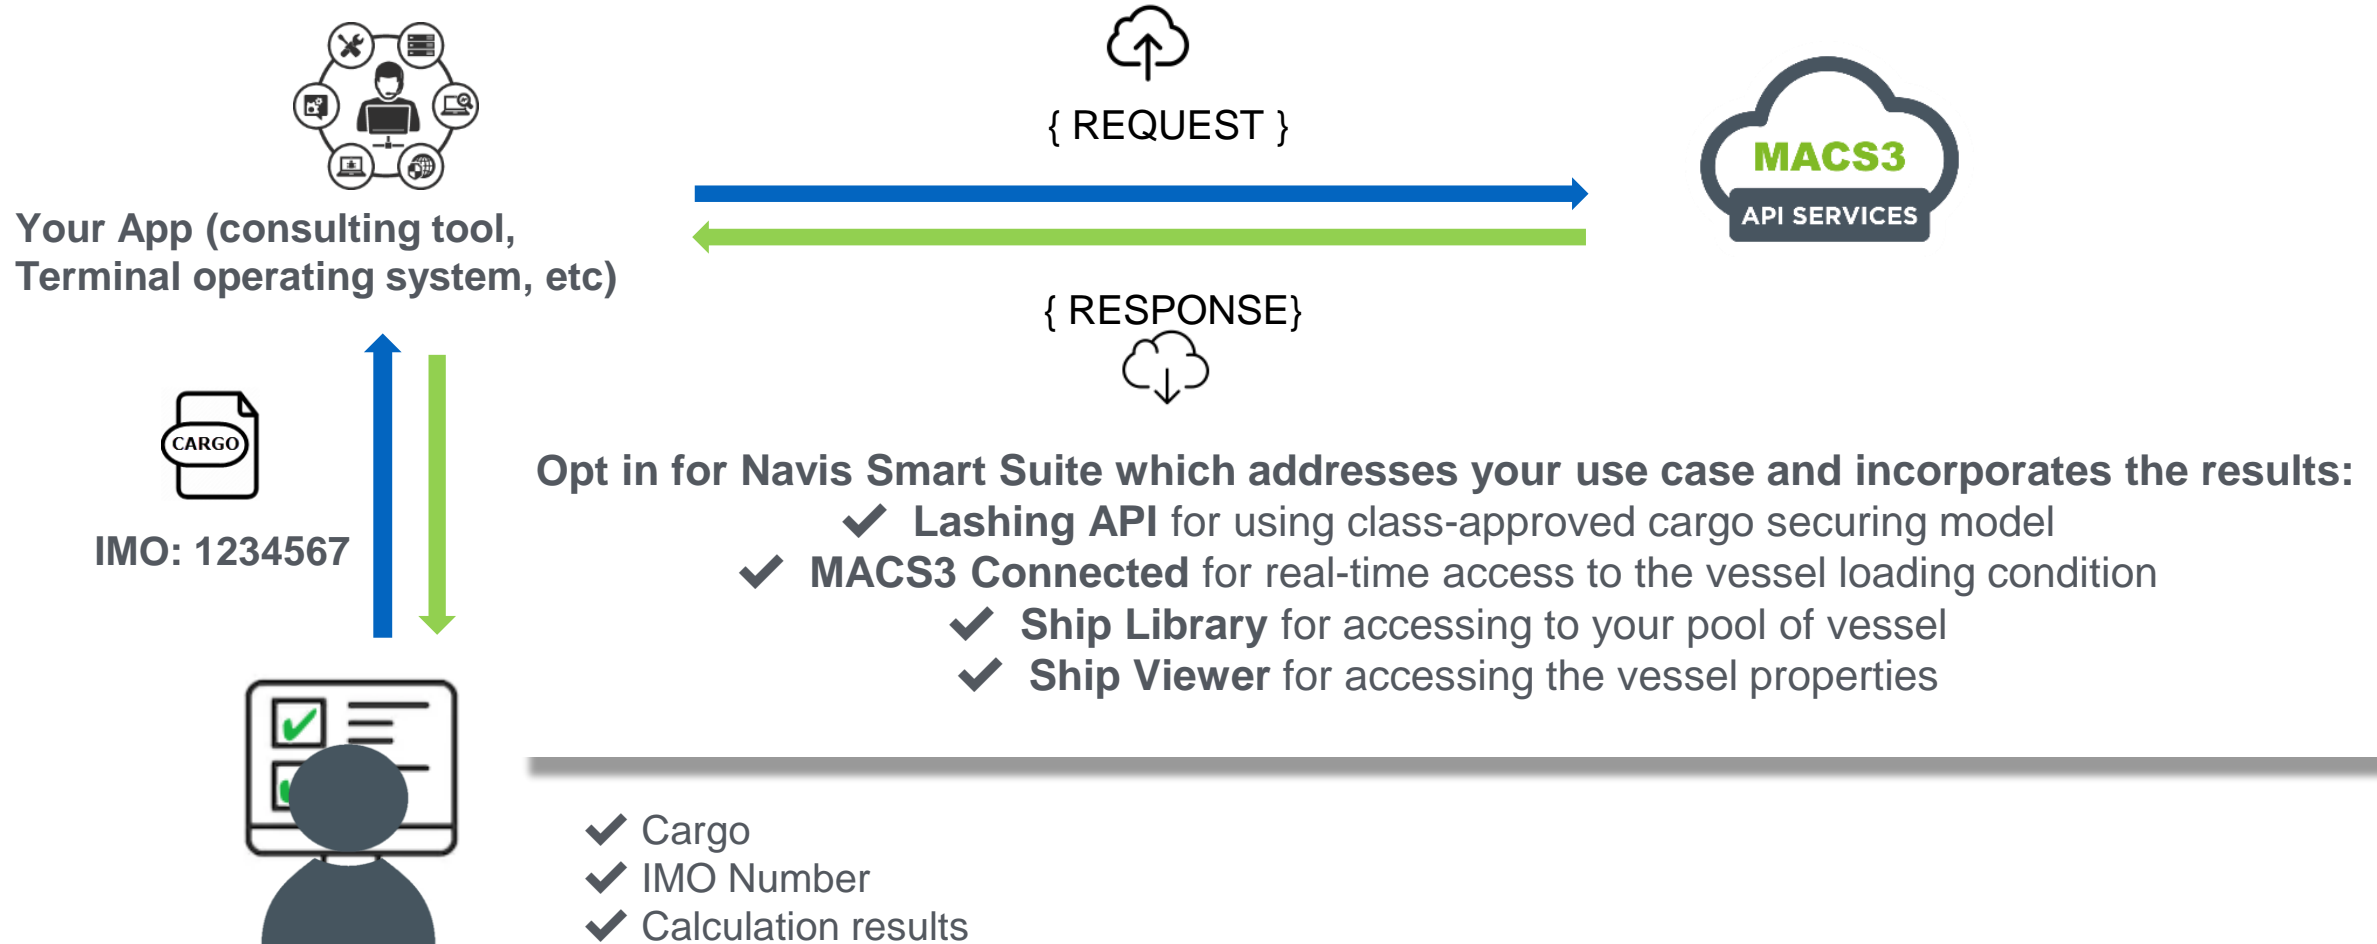 { REQUEST }
MACS3
API SERVICES
Your App (consulting tool,
Terminal operating system, etc)
{ RESPONSE}
CARGO
IMO: 1234567
Opt in for Navis Smart Suite which addresses your use case and incorporates the results:
✔ Lashing API for using class-approved cargo securing model
✔ MACS3 Connected for real-time access to the vessel loading condition
✔ Ship Library for accessing to your pool of vessel
✔ Ship Viewer for accessing the vessel properties
✔ Cargo
✔ IMO Number
✔ Calculation results